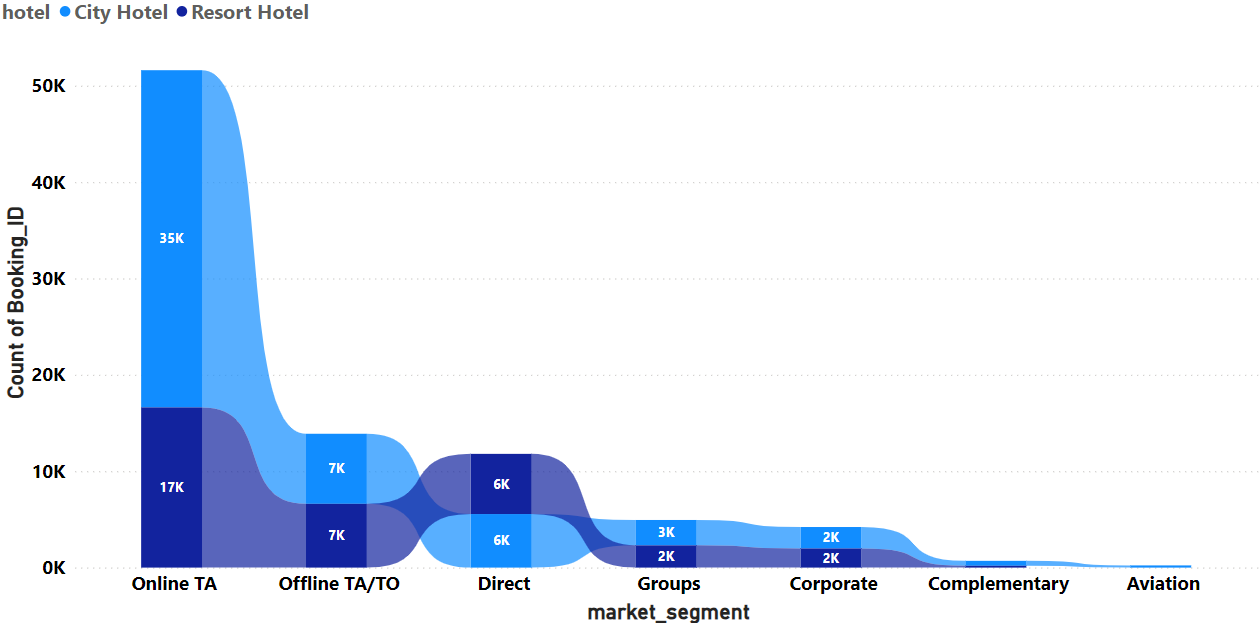 hotel City Hotel Resort Hotel
50K
40K
30K
20K
10K
0K
Count of Booking_ID
35K
17K
7K
7K
6K
6K
3K
2K
2K
2K
Online TA Offline TA/TO Direct Groups Corporate Complementary Aviation
market_segment